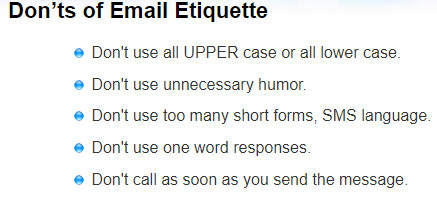 Don’ts of Email Etiquette
Don't use all UPPER case or all lower case.
Don't use unnecessary humor.
Don't use too many short forms, SMS language.
Don't use one word responses.
Don't call as soon as you send the message.